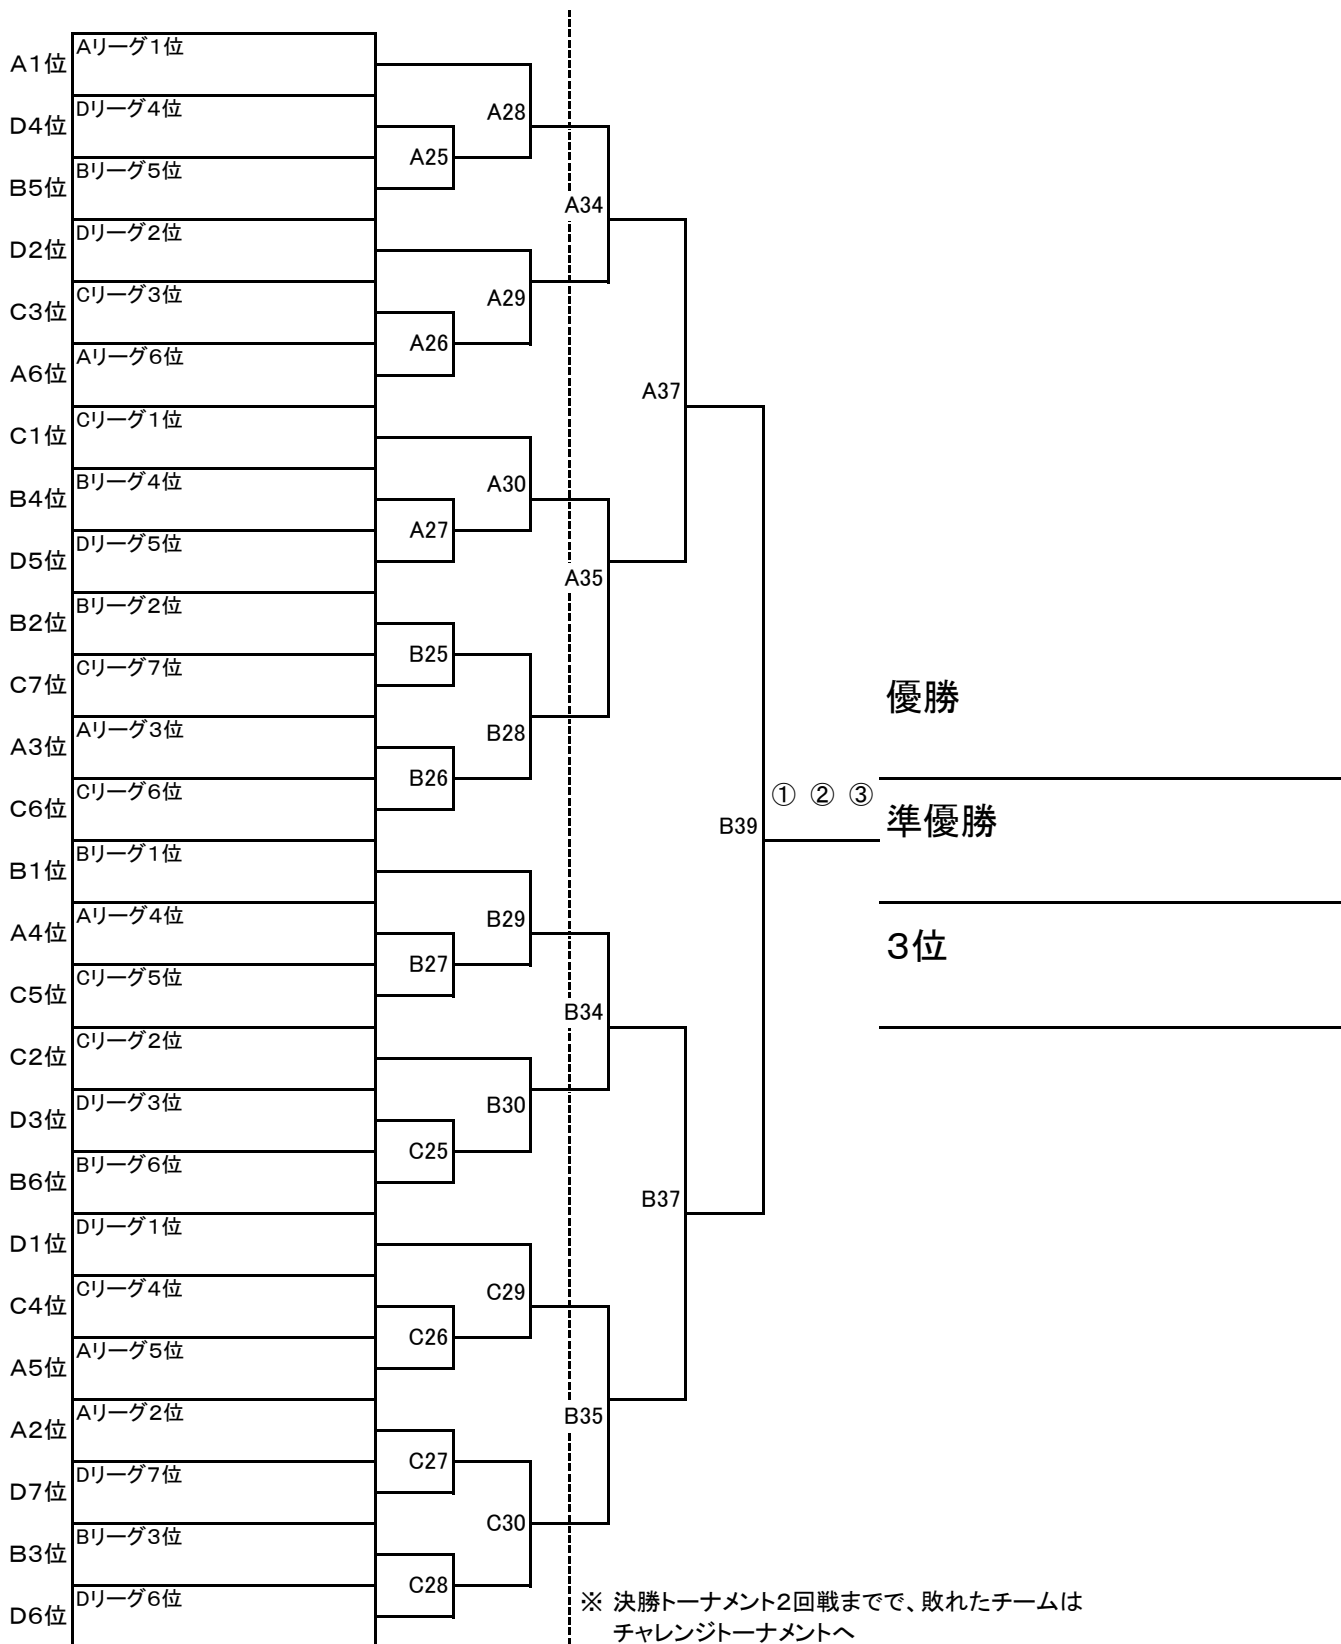 A1位 Aリーグ1位
D4位 Dリーグ4位
A28
A25
B5位 Bリーグ5位
A34
D2位 Dリーグ2位
C3位 Cリーグ3位
A29
A26
A6位 Aリーグ6位
A37
C1位 Cリーグ1位
B4位 Bリーグ4位
A30
A27
D5位 Dリーグ5位
A35
B2位 Bリーグ2位
B25
C7位 Cリーグ7位
優勝
A3位 Aリーグ3位
B28
B26
C6位 Cリーグ6位
① ② ③
準優勝
B39
B1位 Bリーグ1位
A4位 Aリーグ4位
B29
3位
B27
C5位 Cリーグ5位
B34
C2位 Cリーグ2位
D3位 Dリーグ3位
B30
C25
B6位 Bリーグ6位
B37
D1位 Dリーグ1位
C4位 Cリーグ4位
C29
C26
A5位 Aリーグ5位
A2位 Aリーグ2位
B35
C27
D7位 Dリーグ7位
C30
B3位 Bリーグ3位
C28
D6位 Dリーグ6位
※ 決勝トーナメント2回戦までで、敗れたチームは
チャレンジトーナメントへ